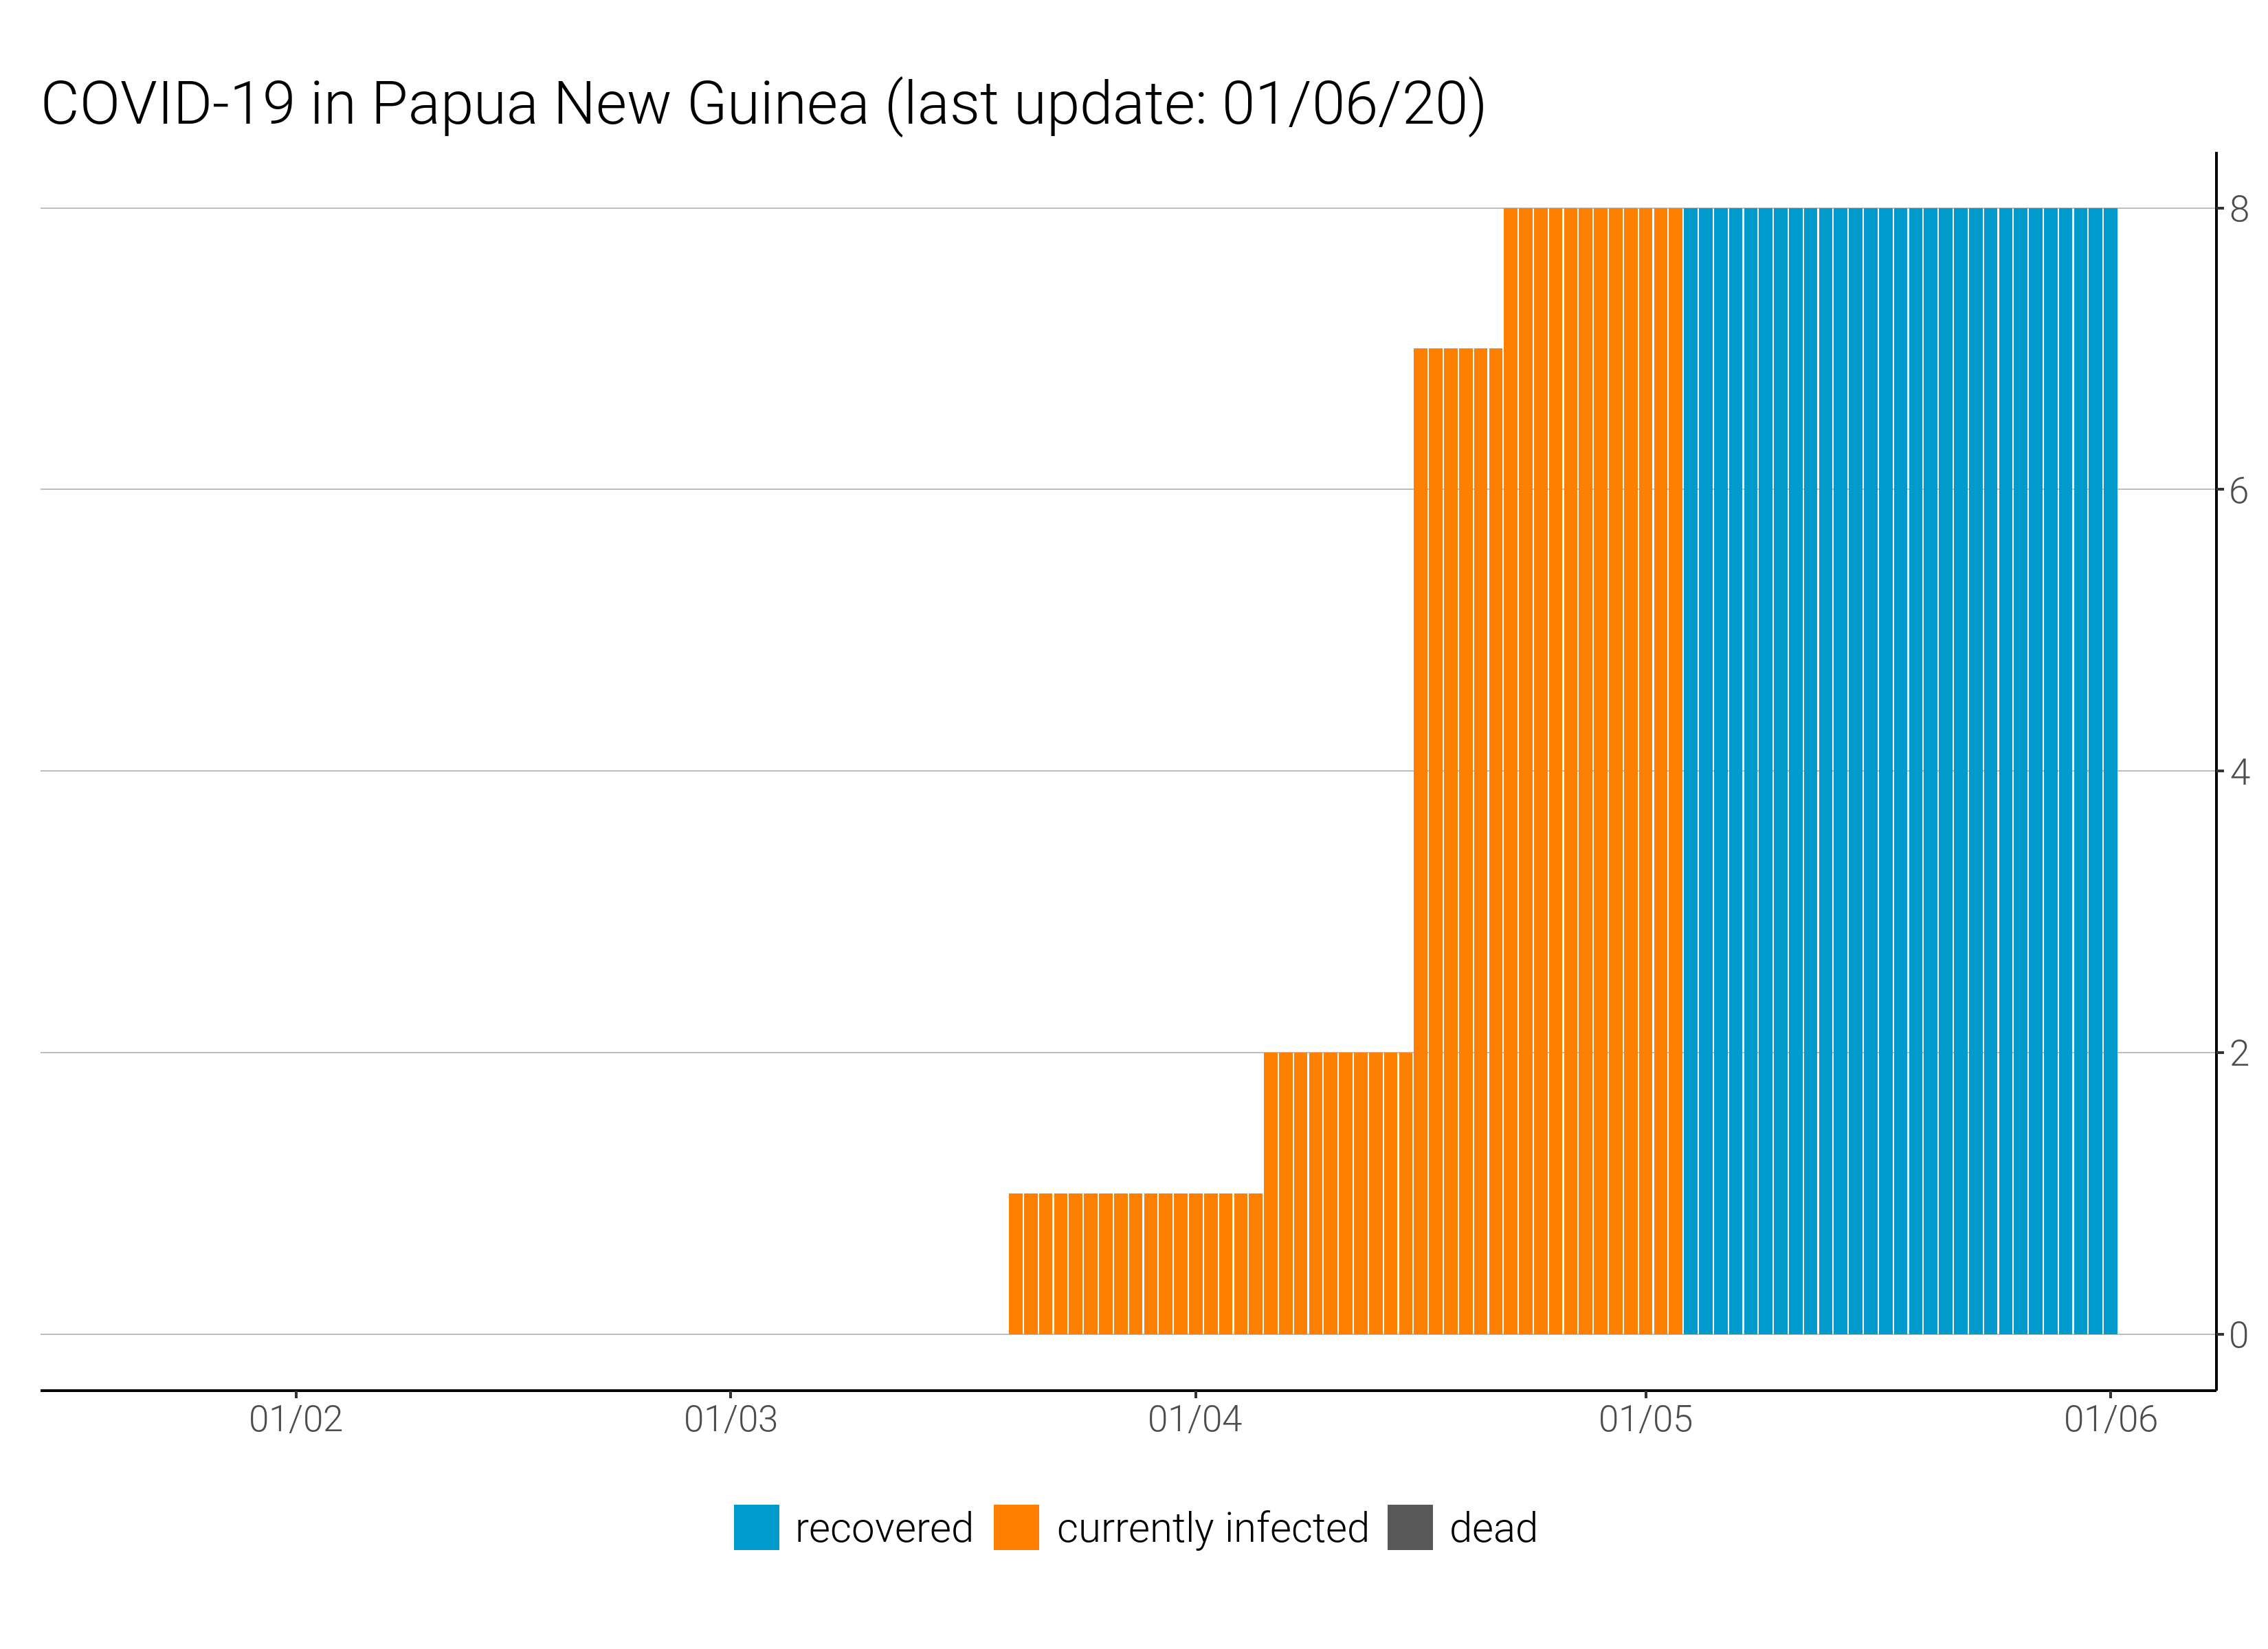 COVID-19 in Papua New Guinea (last update: 01/06/20)
8
6
4
2
0
01/02 01/03 01/04 01/05 01/06
recovered currently infected dead